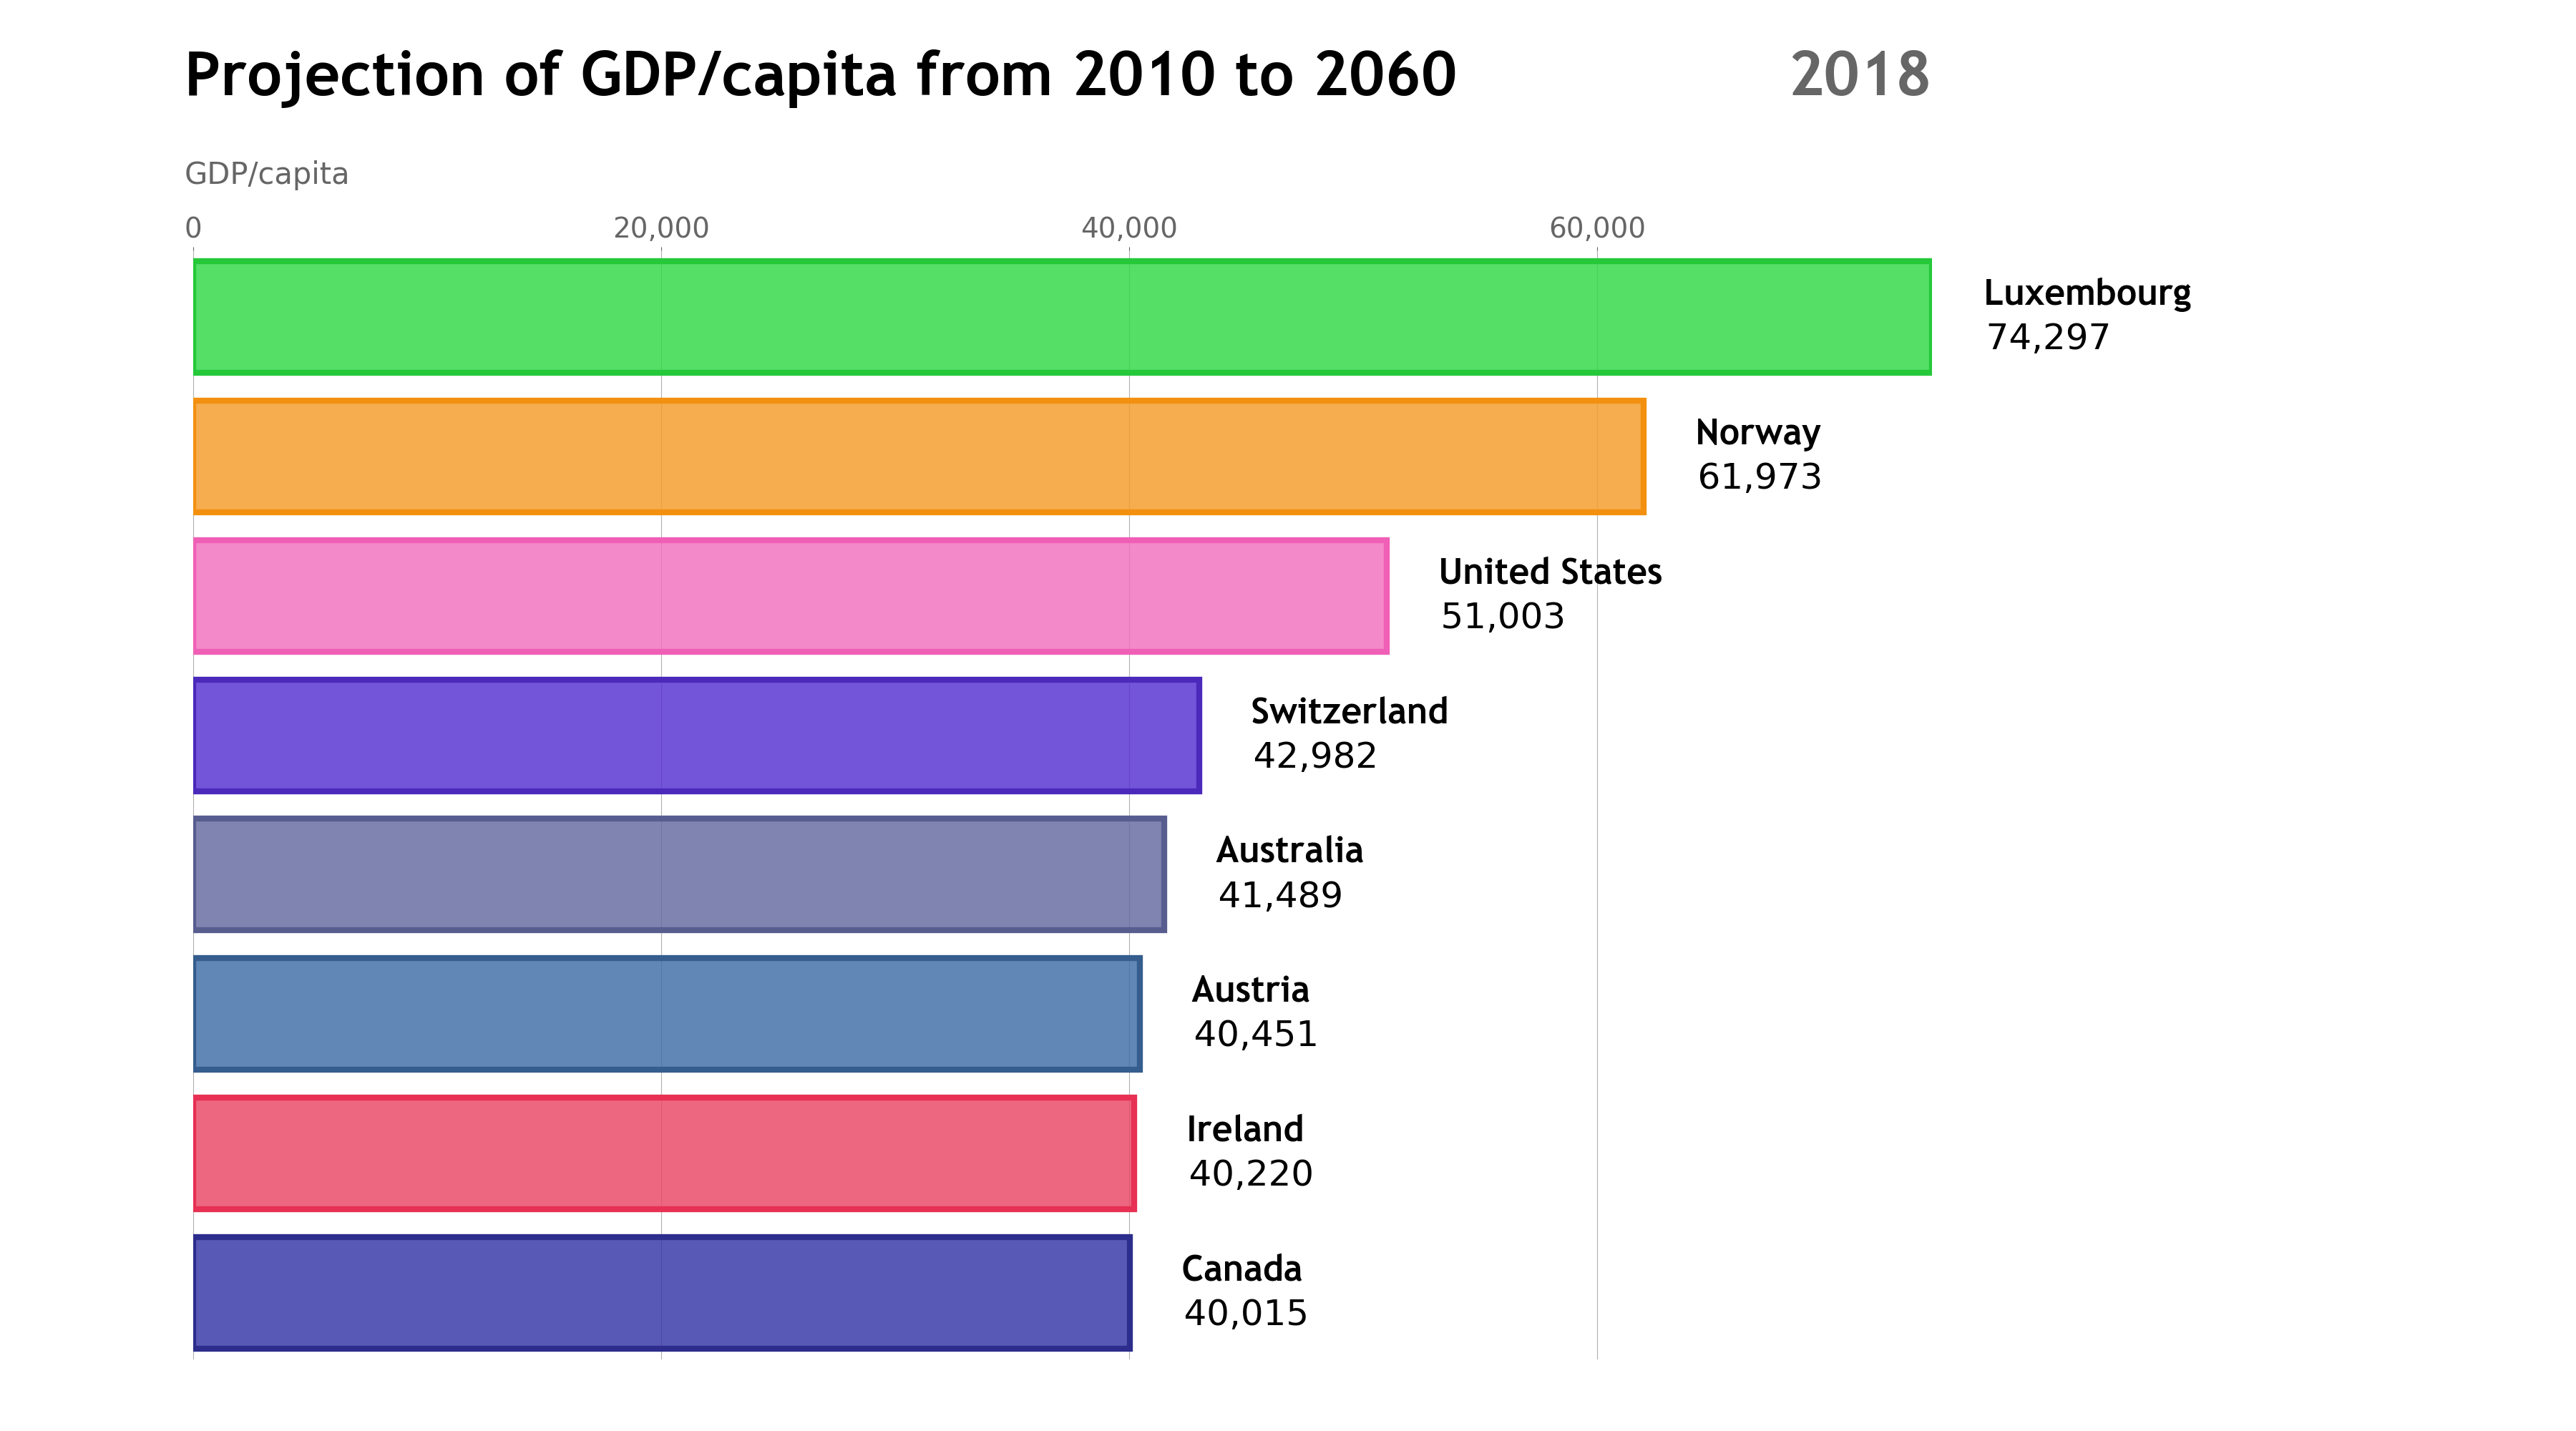 Projection of GDP/capita from 2010 to 2060 2018
GDP/capita
0 20,000 40,000 60,000
Luxembourg
74,297
Norway
61,973
United States
51,003
Switzerland
42,982
Australia
41,489
Austria
40,451
Ireland
40,220
Canada
40,015